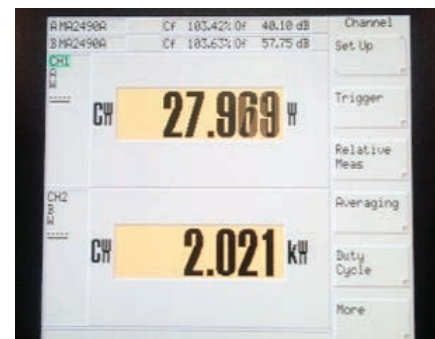 A MA2490A Cf 103.42% Of 40.10 dB Channel
B MA2490A Cf 103.63% Of 57.75 dB
Set Up
CH1
A
CW 27.969 W
Trigger
Relative
Meas
CH2
B
CW 2.021 kW
Averaging
Duty
Cycle
More